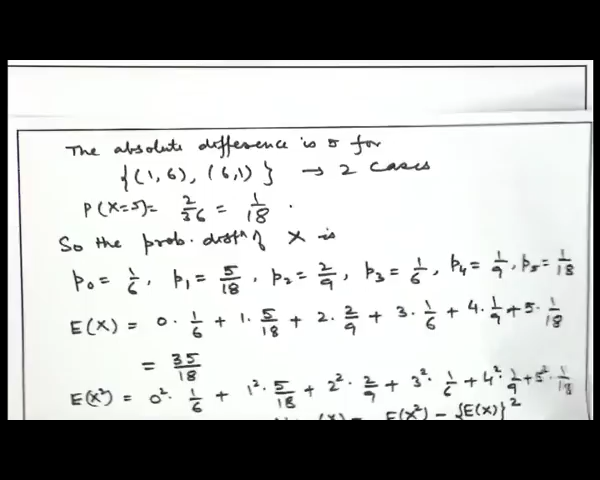 The absolute difference is 5 for
{(1,6), (6,1)} → 2 cases
P(X=5) = 2/36 = 1/18 .
So the prob. distⁿ of X is
p₀ = 1/6, p₁ = 5/18, p₂ = 2/9, p₃ = 1/6, p₄ = 1/9, p₅ = 1/18
E(X) = 0 · 1/6 + 1 · 5/18 + 2 · 2/9 + 3 · 1/6 + 4 · 1/9 + 5 · 1/18
= 35/18
E(X²) = 0² · 1/6 + 1² · 5/18 + 2² · 2/9 + 3² · 1/6 + 4² · 1/9 + 5² · 1/18
(X) = E(X²) − {E(X)}²